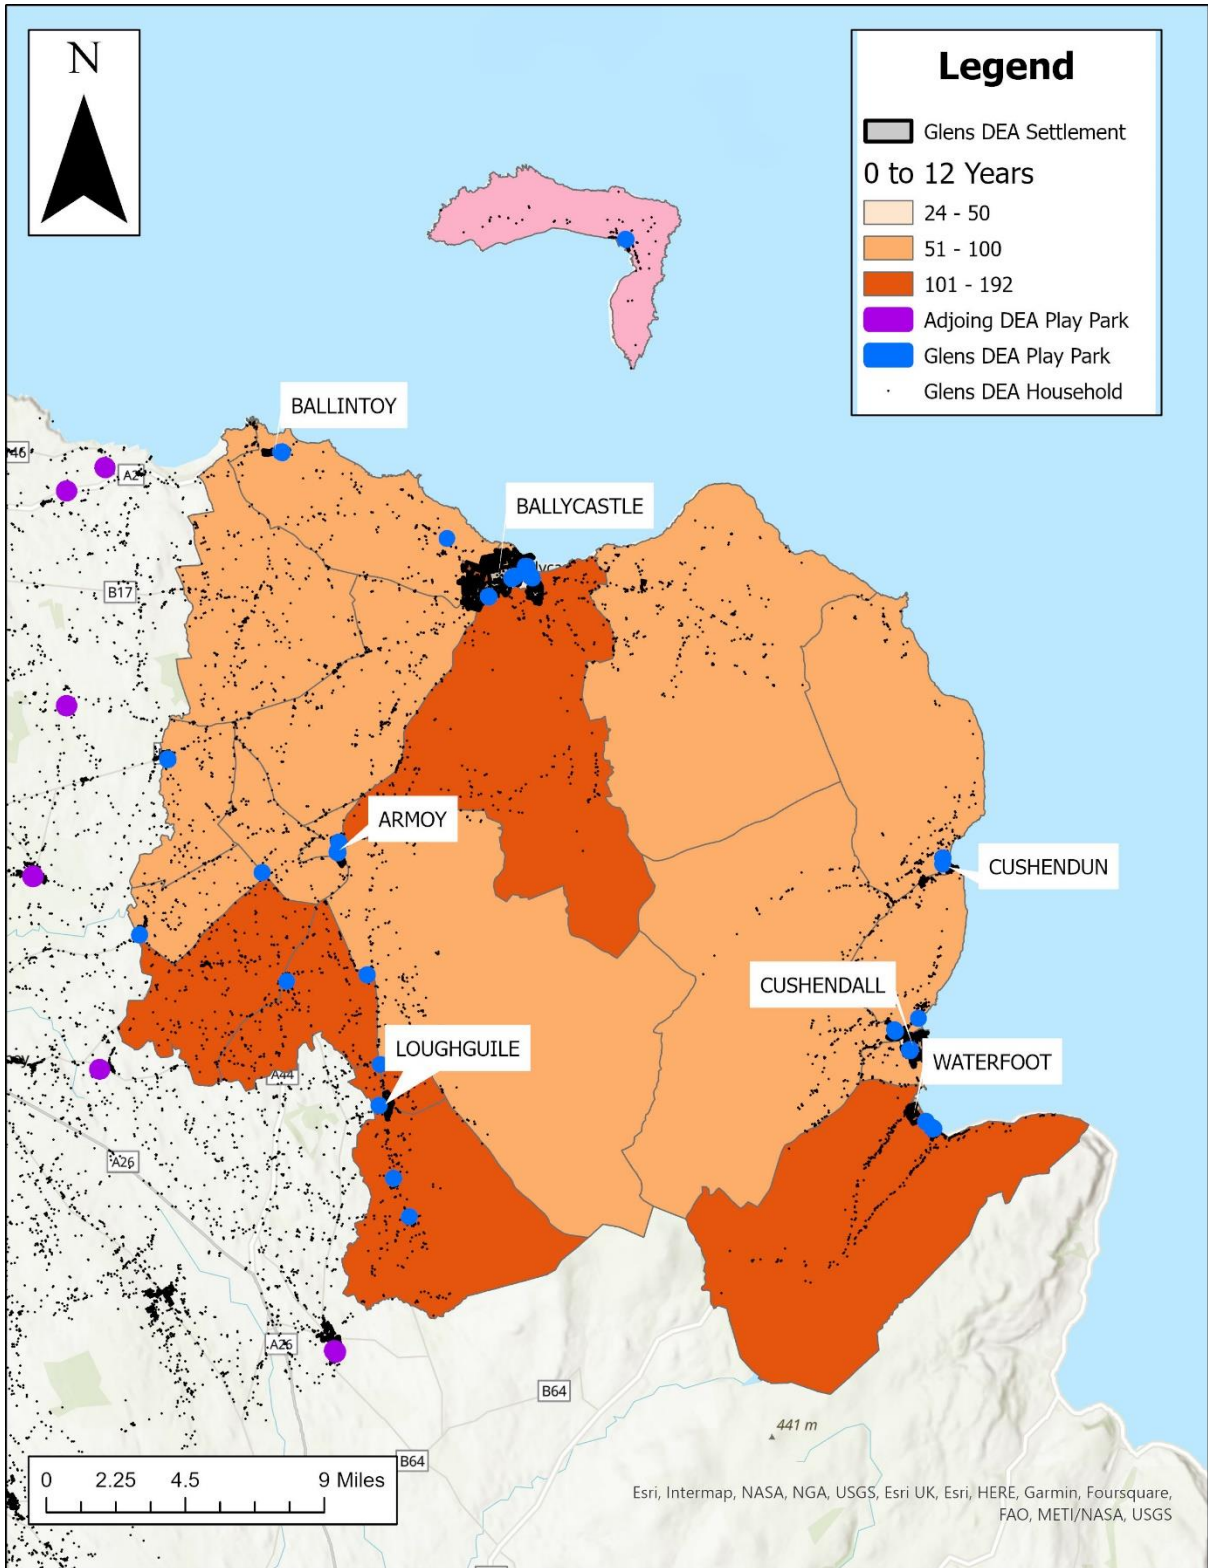 N
Legend
Glens DEA Settlement
0 to 12 Years
24 - 50
51 - 100
101 - 192
Adjoing DEA Play Park
Glens DEA Play Park
Glens DEA Household
BALLINTOY
A2
BALLYCASTLE
B17
ARMOY
CUSHENDUN
CUSHENDALL
LOUGHGUILE
WATERFOOT
A44
A26
A26
B64
441 m
B64
0 2.25 4.5 9 Miles
Esri, Intermap, NASA, NGA, USGS, Esri UK, Esri, HERE, Garmin, Foursquare,
FAO, METI/NASA, USGS